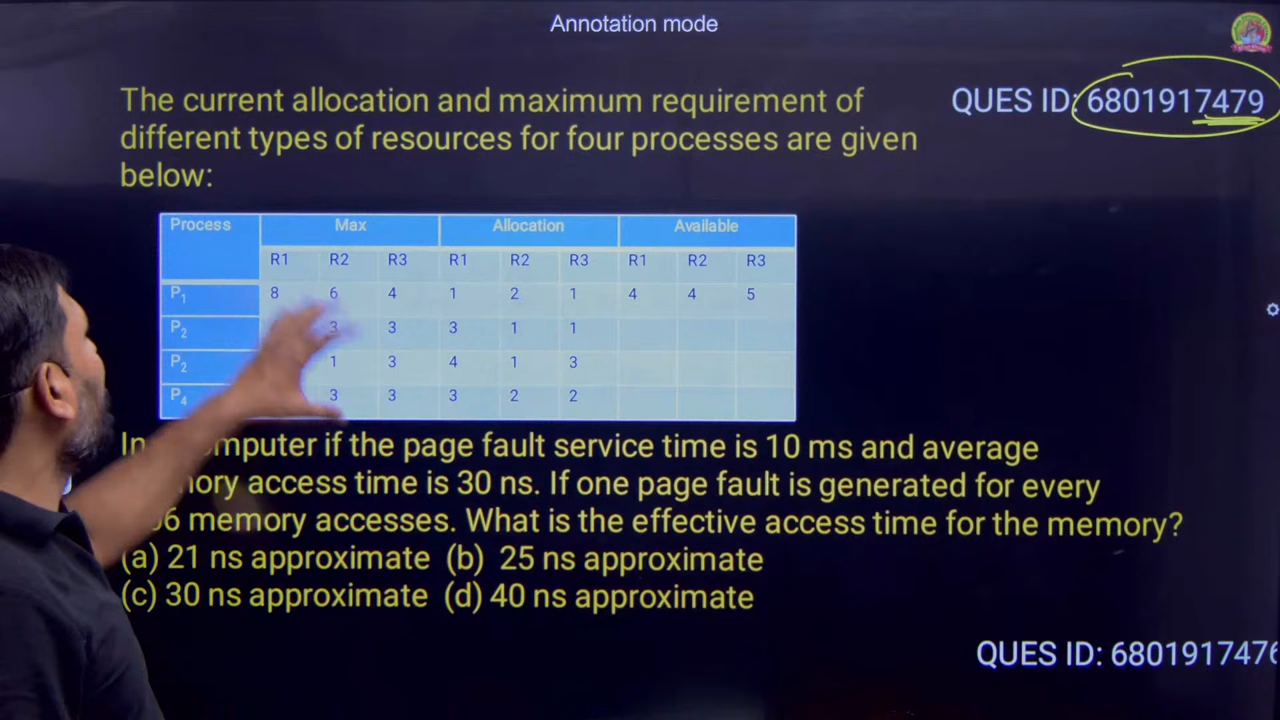 Annotation mode
The current allocation and maximum requirement of
different types of resources for four processes are given
below:
QUES ID: 6801917479
Process Max Allocation Available
R1 R2 R3 R1 R2 R3 R1 R2 R3
P1 8 6 4 1 2 1 4 4 5
P2 3 3 3 1 1
P2 1 3 4 1 3
P4 3 3 3 2 2
if the page fault service time is 10 ms and average
access time is 30 ns. If one page fault is generated for every
memory accesses. What is the effective access time for the memory?
(a) 21 ns approximate (b) 25 ns approximate
(c) 30 ns approximate (d) 40 ns approximate
QUES ID: 6801917476